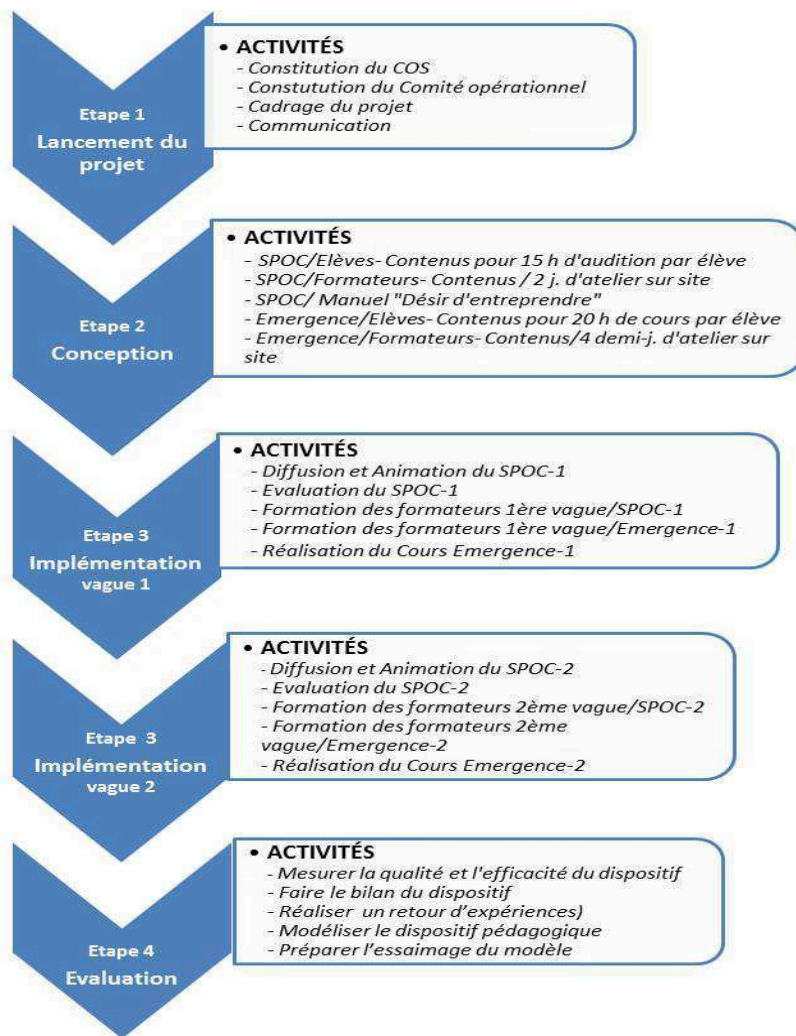 Etape 1
Lancement du
projet
• ACTIVITÉS
- Constitution du COS
- Constutution du Comité opérationnel
- Cadrage du projet
- Communication
Etape 2
Conception
• ACTIVITÉS
- SPOC/Elèves- Contenus pour 15 h d'audition par élève
- SPOC/Formateurs- Contenus / 2 j. d'atelier sur site
- SPOC/ Manuel "Désir d'entreprendre"
- Emergence/Elèves- Contenus pour 20 h de cours par élève
- Emergence/Formateurs- Contenus/4 demi-j. d'atelier sur
site
Etape 3
Implémentation
vague 1
• ACTIVITÉS
- Diffusion et Animation du SPOC-1
- Evaluation du SPOC-1
- Formation des formateurs 1ère vague/SPOC-1
- Formation des formateurs 1ère vague/Emergence-1
- Réalisation du Cours Emergence-1
Etape 3
Implémentation
vague 2
• ACTIVITÉS
- Diffusion et Animation du SPOC-2
- Evaluation du SPOC-2
- Formation des formateurs 2ème vague/SPOC-2
- Formation des formateurs 2ème
vague/Emergence-2
- Réalisation du Cours Emergence-2
Etape 4
Evaluation
• ACTIVITÉS
- Mesurer la qualité et l'efficacité du dispositif
- Faire le bilan du dispositif
- Réaliser un retour d'expériences)
- Modéliser le dispositif pédagogique
- Préparer l'essaimage du modèle